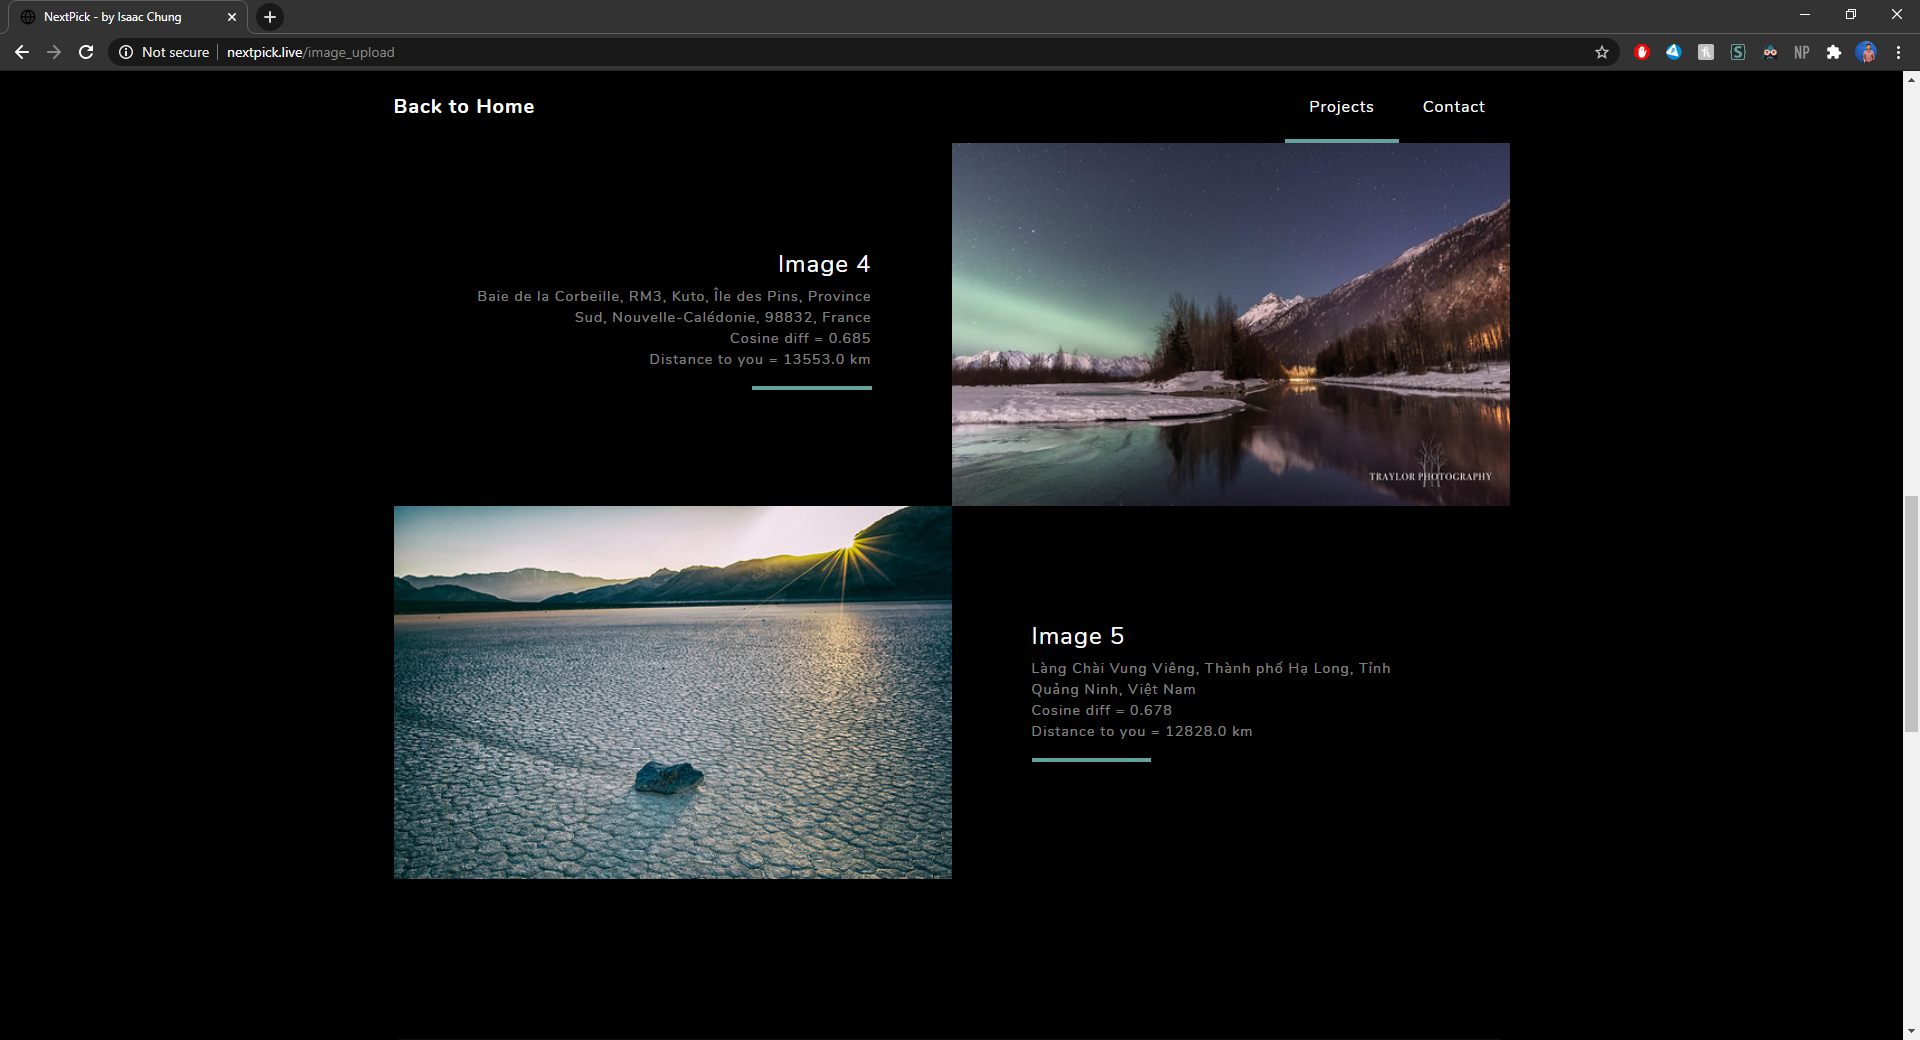 NextPick - by Isaac Chung
Not secure
nextpick.live/image_upload
NP
Back to Home
Projects
Contact
Image 4
Baie de la Corbeille, RM3, Kuto, Île des Pins, Province
Sud, Nouvelle-Calédonie, 98832, France
Cosine diff = 0.685
Distance to you = 13553.0 km
TRAYLOR PHOTOGRAPHY
Image 5
Làng Chài Vung Viêng, Thành phố Hạ Long, Tỉnh
Quảng Ninh, Việt Nam
Cosine diff = 0.678
Distance to you = 12828.0 km